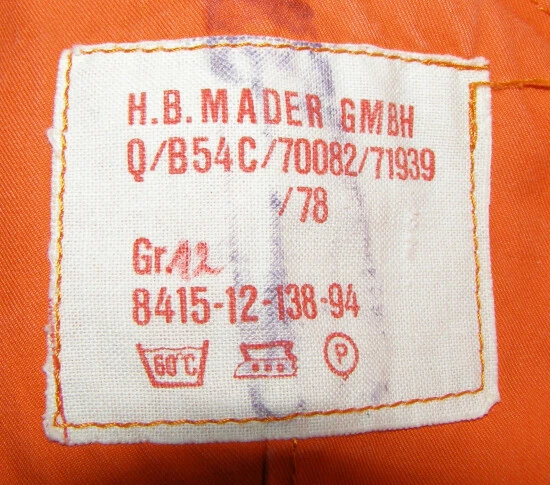 H.B. MADER GMBH
Q/B54C/70082/71939
/78
Gr. 12
8415-12-138-94
60°C P